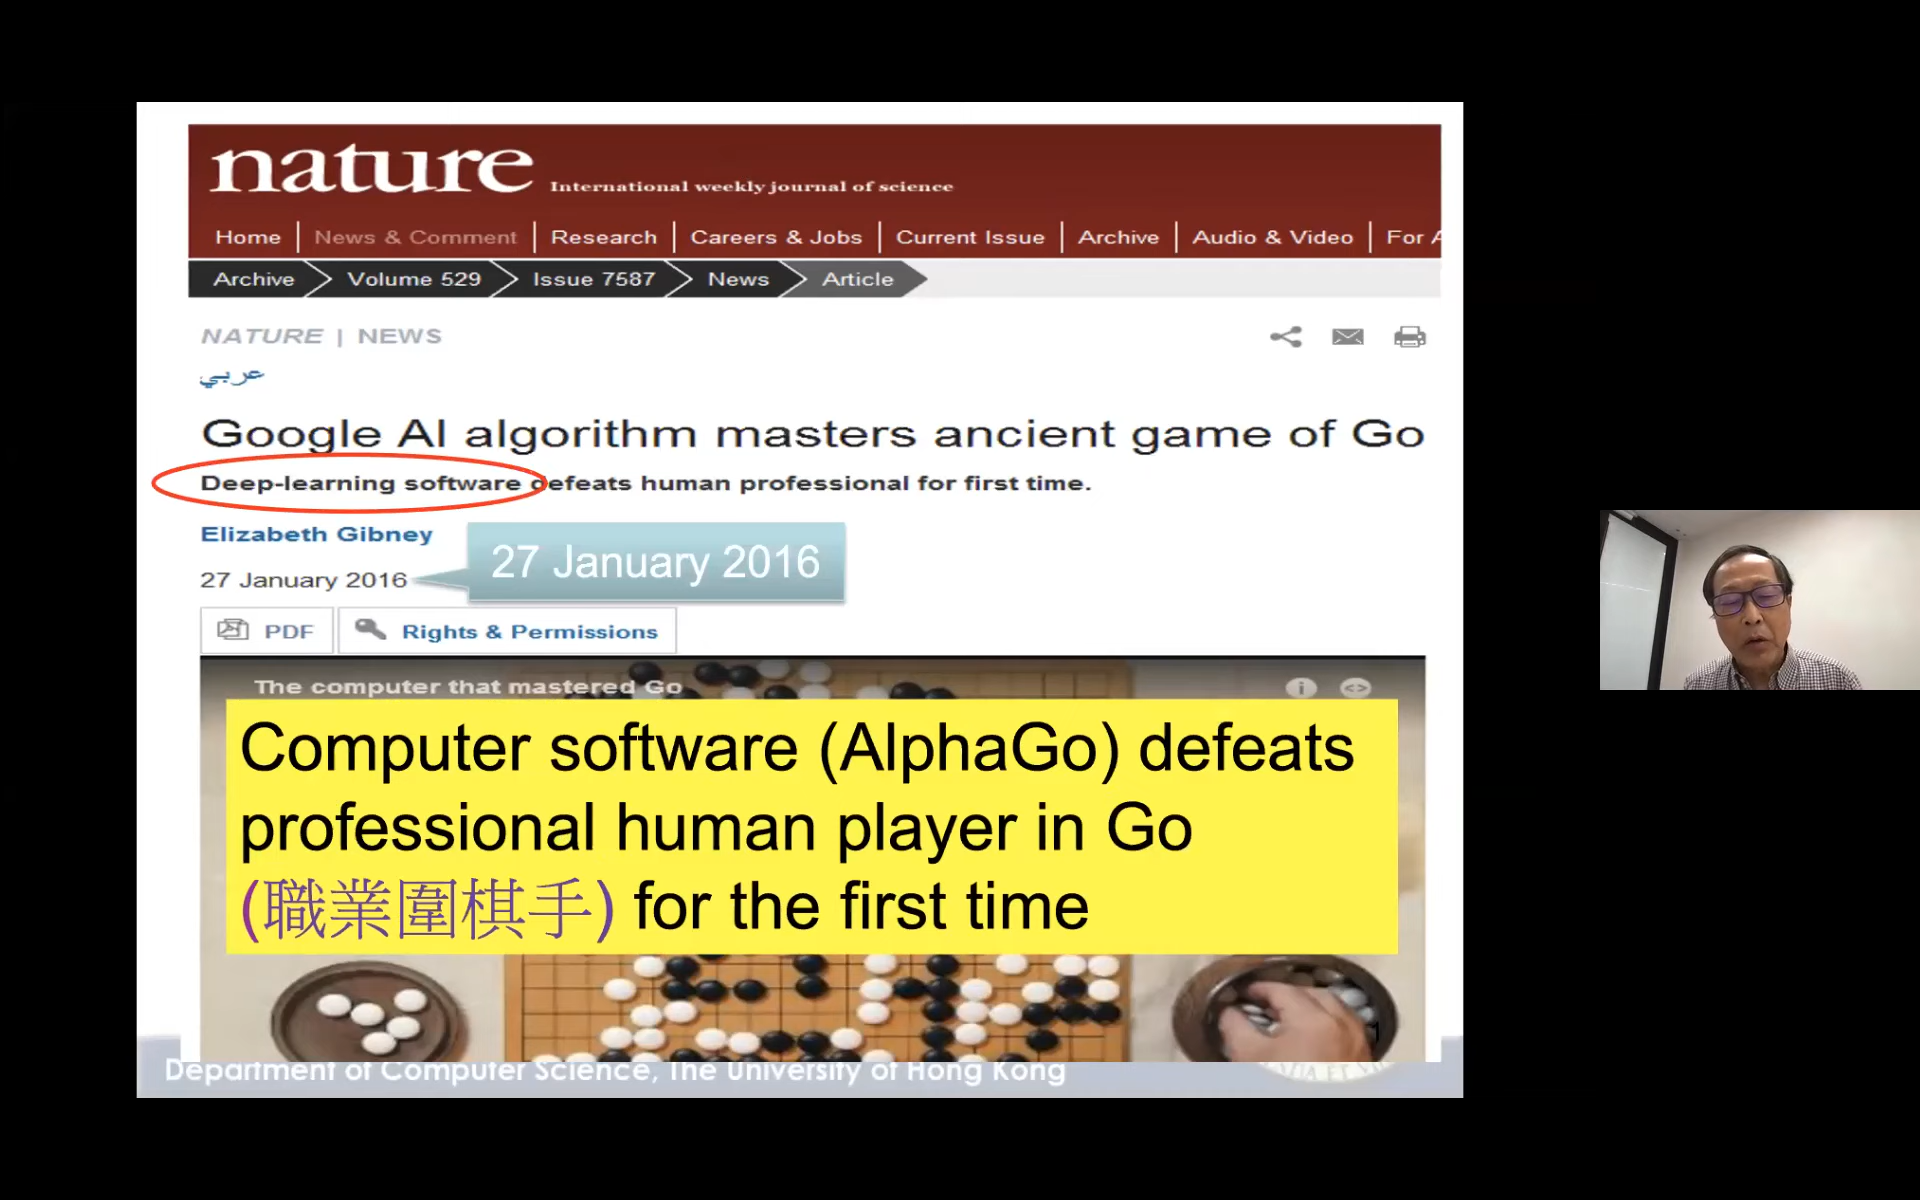 nature International weekly journal of science
Home News & Comment Research Careers & Jobs Current Issue Archive Audio & Video For
Archive Volume 529 Issue 7587 News Article
NATURE | NEWS
عربي
Google AI algorithm masters ancient game of Go
Deep-learning software defeats human professional for first time.
Elizabeth Gibney
27 January 2016
27 January 2016
PDF Rights & Permissions
The computer that mastered Go
Computer software (AlphaGo) defeats
professional human player in Go
(職業圍棋手) for the first time
Department of Computer Science, The University of Hong Kong